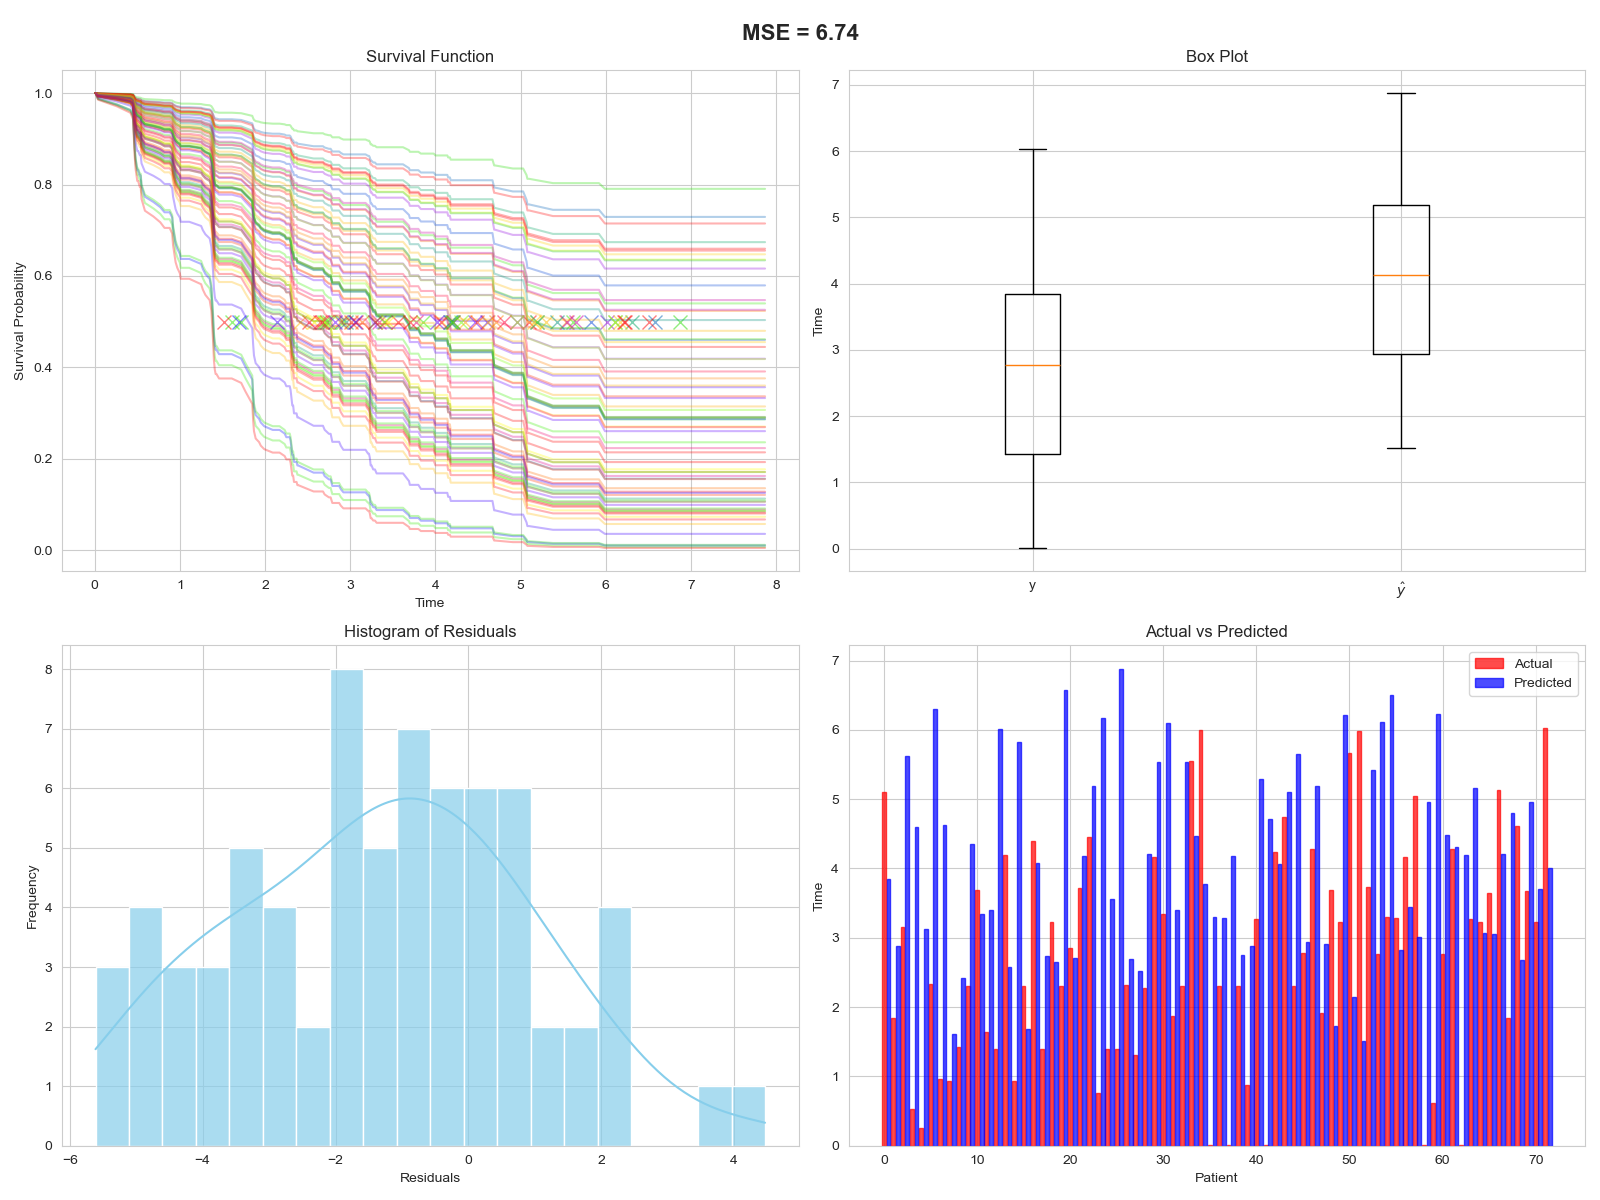 MSE = 6.74
Survival Function
Survival Probability
1.0
0.8
0.6
0.4
0.2
0.0
0 1 2 3 4 5 6 7 8
Time
Box Plot
Time
7
6
5
4
3
2
1
0
y ŷ
Histogram of Residuals
Frequency
8
7
6
5
4
3
2
1
0
−6 −4 −2 0 2 4
Residuals
Actual vs Predicted
Time
7
6
5
4
3
2
1
0
Actual
Predicted
0 10 20 30 40 50 60 70
Patient